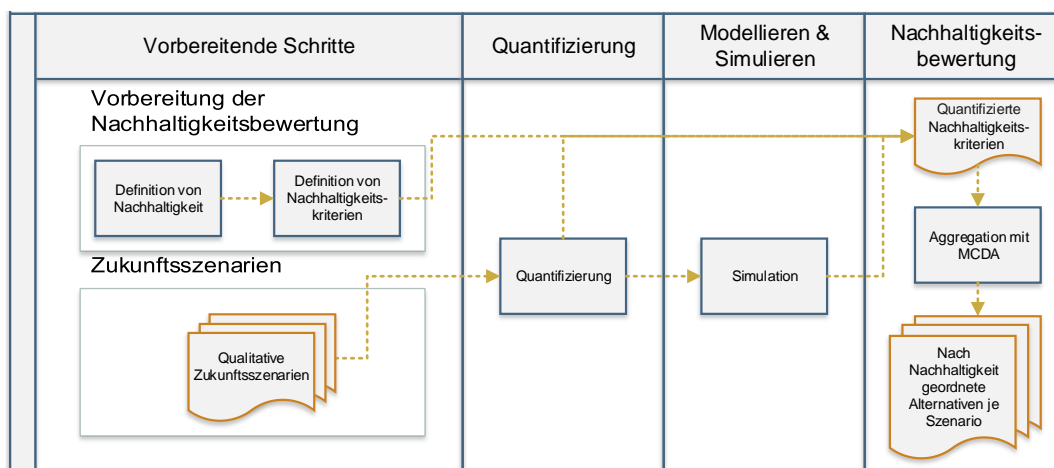 Vorbereitende Schritte
Quantifizierung
Modellieren &
Simulieren
Nachhaltigkeits-
bewertung
Vorbereitung der
Nachhaltigkeitsbewertung
Definition von
Nachhaltigkeit
Definition von
Nachhaltigkeits-
kriterien
Zukunftsszenarien
Qualitative
Zukunftsszenarien
Quantifizierung
Simulation
Quantifizierte
Nachhaltigkeits-
kriterien
Aggregation mit
MCDA
Nach
Nachhaltigkeit
geordnete
Alternativen je
Szenario